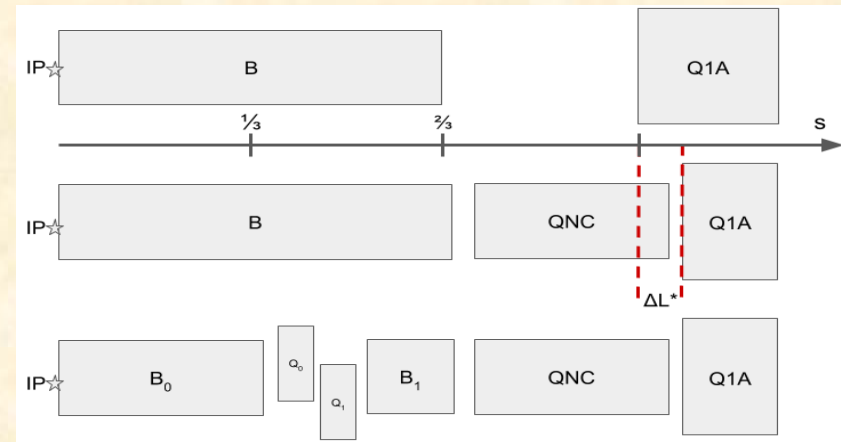 IP☆ B Q1A
⅓ ⅔ s
IP☆ B QNC Q1A
ΔL*
IP☆ B₀ Q₀ Q₁ B₁ QNC Q1A